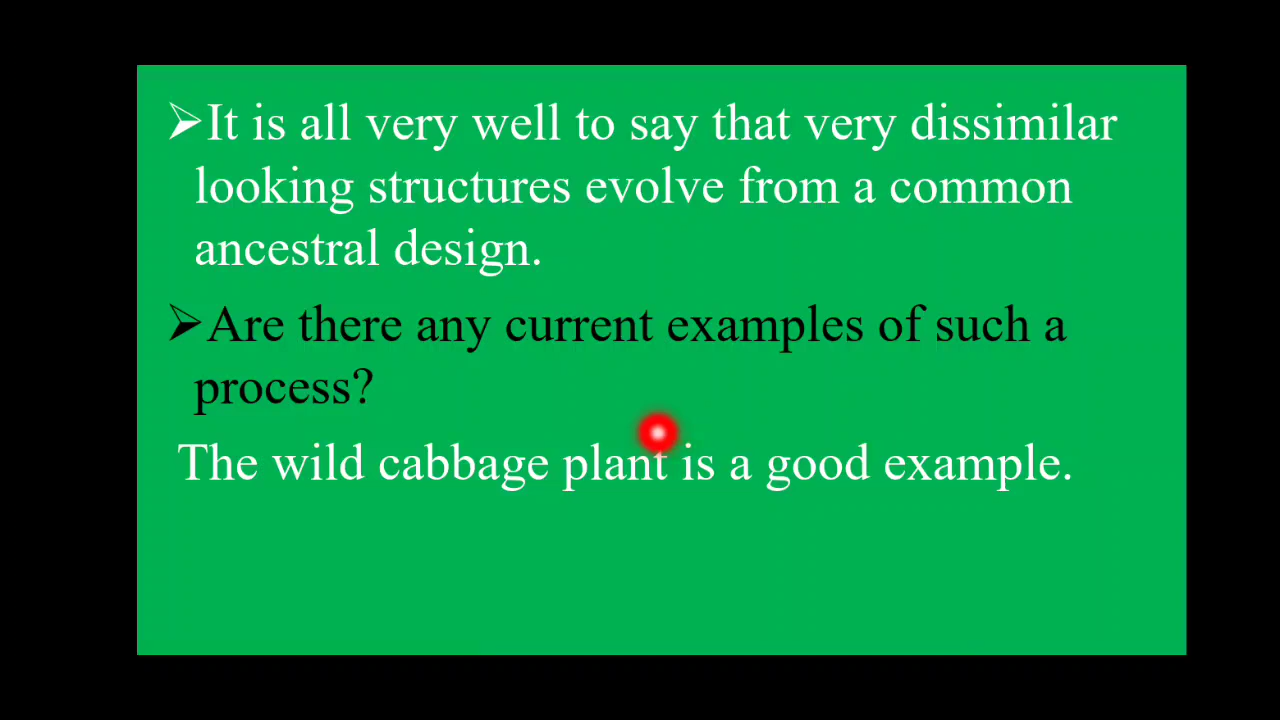 ➢It is all very well to say that very dissimilar
looking structures evolve from a common
ancestral design.
➢Are there any current examples of such a
process?
The wild cabbage plant is a good example.